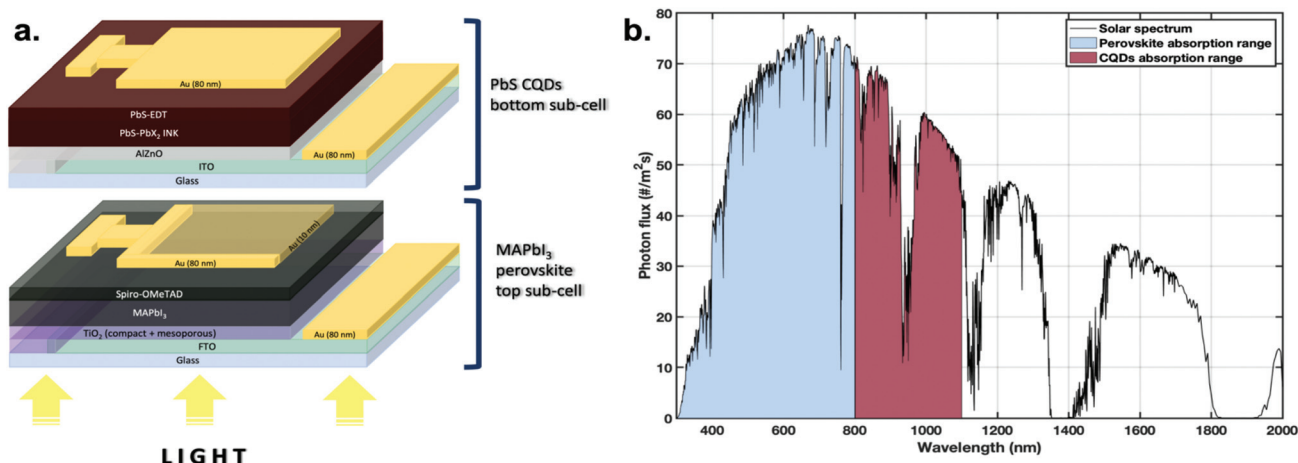 a.
Au (80 nm)
PbS-EDT
PbS-PbX₂ INK
AlZnO
ITO
Glass
Au (80 nm)
PbS CQDs
bottom sub-cell
Au (10 nm)
Au (80 nm)
Spiro-OMeTAD
MAPbI₃
TiO₂ (compact + mesoporous)
FTO
Glass
Au (80 nm)
MAPbI₃
perovskite
top sub-cell
LIGHT
b.
Solar spectrum
Perovskite absorption range
CQDs absorption range
Photon flux (#/m²s)
80
70
60
50
40
30
20
10
0
400 600 800 1000 1200 1400 1600 1800 2000
Wavelength (nm)